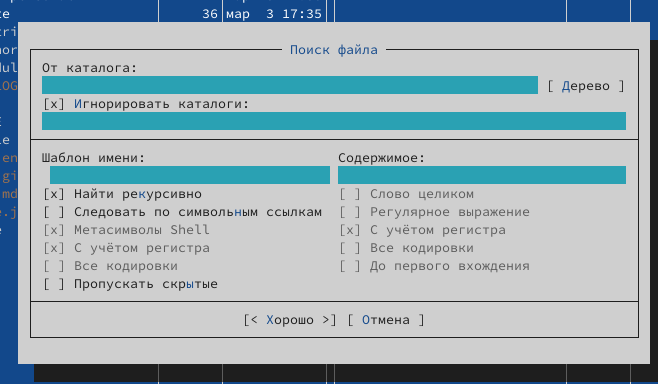 te 36 мар 3 17:35
Поиск файла
От каталога:
[ Дерево ]
[x] Игнорировать каталоги:
Шаблон имени: Содержимое:
[x] Найти рекурсивно [ ] Слово целиком
[ ] Следовать по символьным ссылкам [ ] Регулярное выражение
[x] Метасимволы Shell [x] С учётом регистра
[x] С учётом регистра [ ] Все кодировки
[ ] Все кодировки [ ] До первого вхождения
[ ] Пропускать скрытые
[< Хорошо >] [ Отмена ]